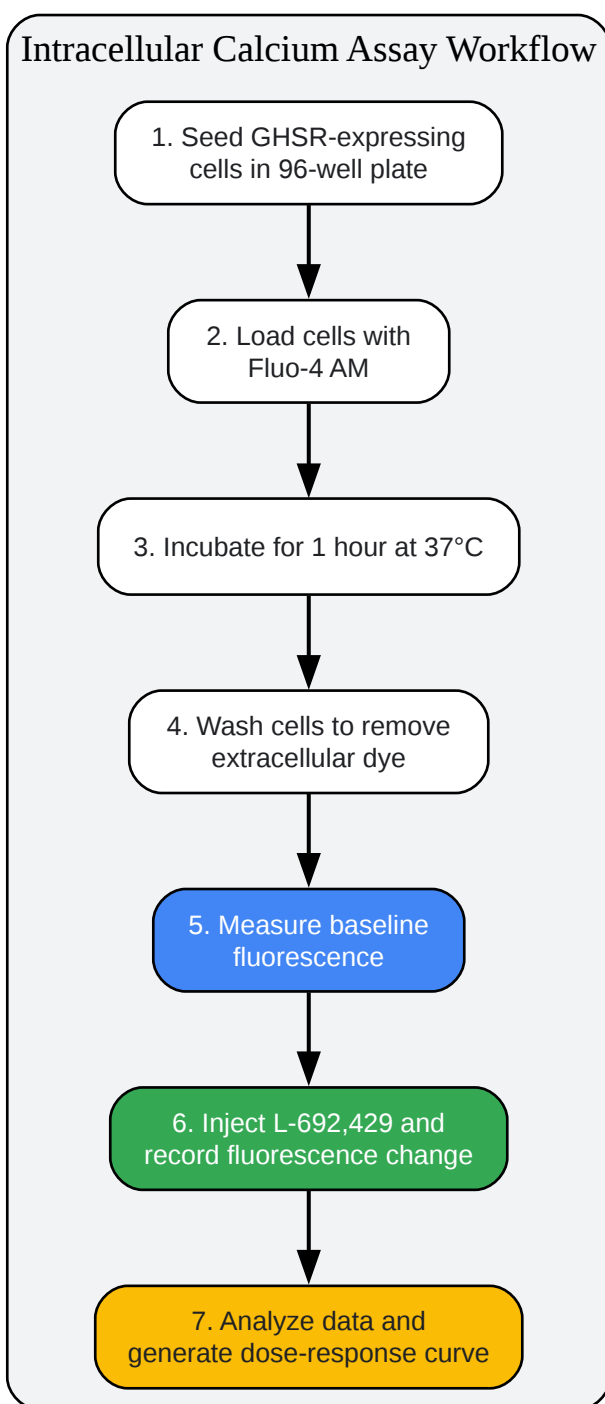 Intracellular Calcium Assay Workflow
1. Seed GHSR-expressing
cells in 96-well plate
2. Load cells with
Fluo-4 AM
3. Incubate for 1 hour at 37°C
4. Wash cells to remove
extracellular dye
5. Measure baseline
fluorescence
6. Inject L-692,429 and
record fluorescence change
7. Analyze data and
generate dose-response curve